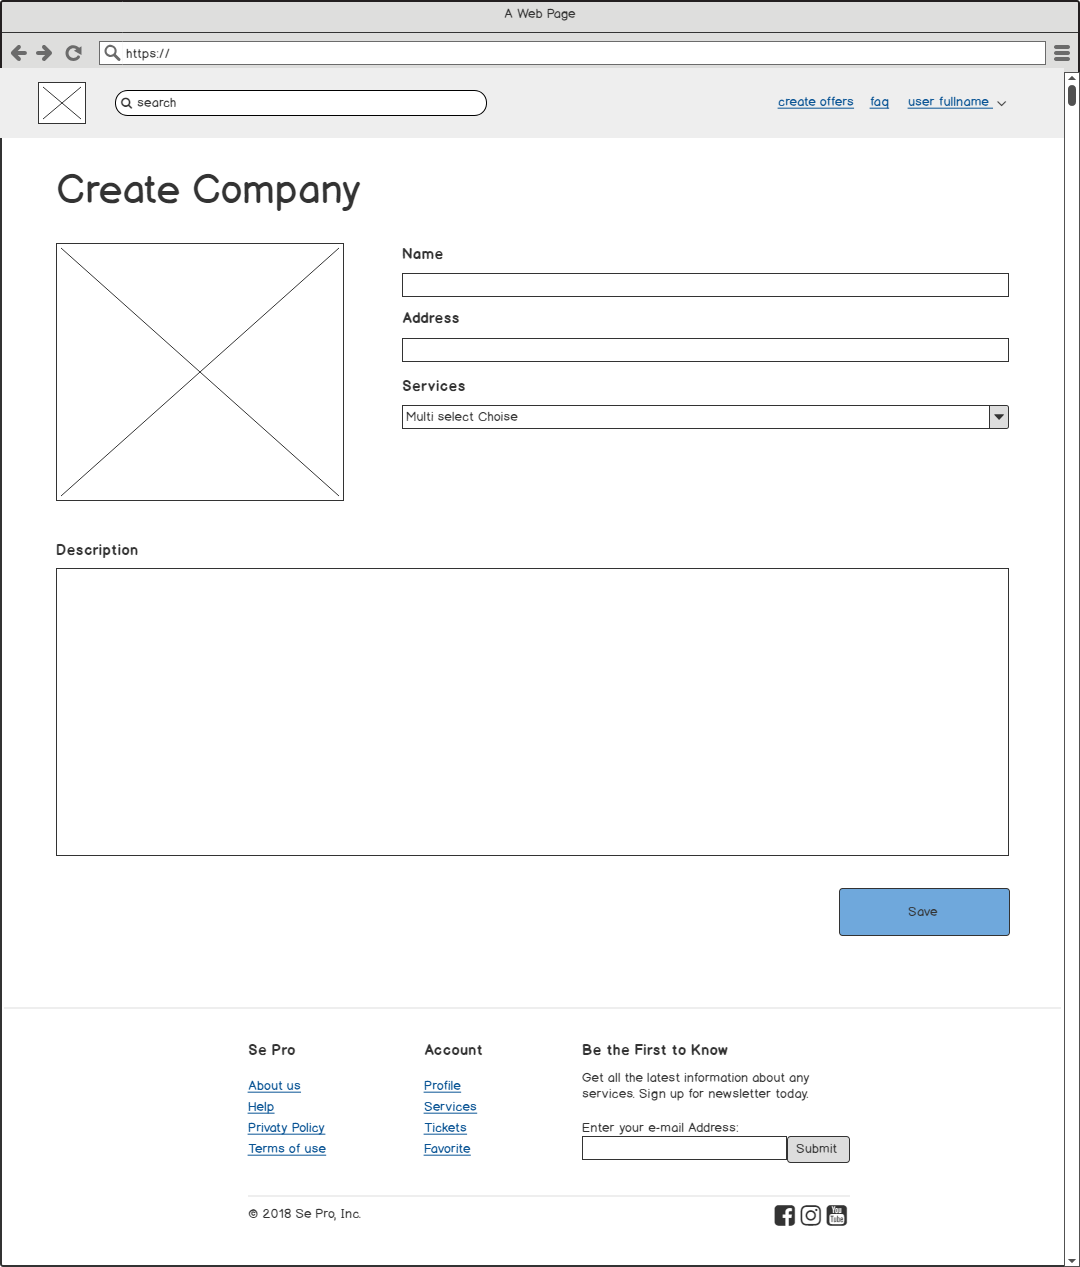 A Web Page
https://
search
create offers faq user fullname
Create Company
Name
Address
Services
Multi select Choise
Description
Save
Se Pro
About us
Help
Privaty Policy
Terms of use
Account
Profile
Services
Tickets
Favorite
Be the First to Know
Get all the latest information about any
services. Sign up for newsletter today.
Enter your e-mail Address:
Submit
© 2018 Se Pro, Inc.
You
Tube